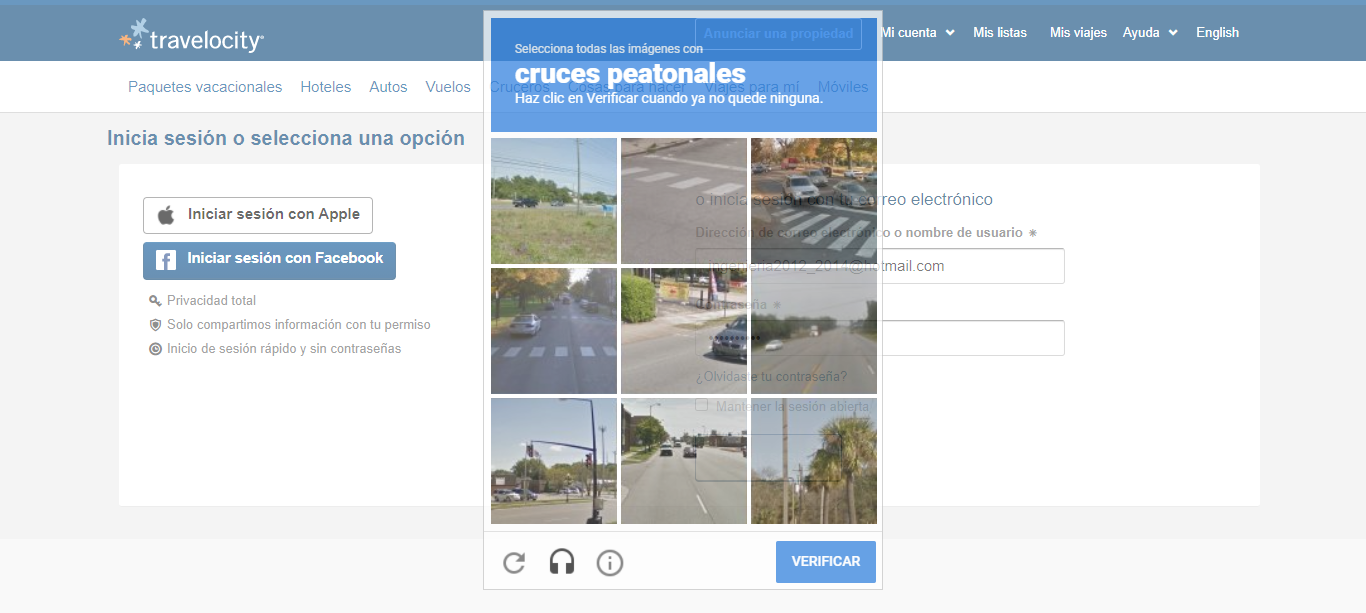 travelocity
Anunciar una propiedad
Mi cuenta
Mis listas
Mis viajes
Ayuda
English
Paquetes vacacionales
Hoteles
Autos
Vuelos
Cruceros
Cosas para hacer
Viajes para mí
Móviles
Selecciona todas las imágenes con
cruces peatonales
Haz clic en Verificar cuando ya no quede ninguna.
Inicia sesión o selecciona una opción
Iniciar sesión con Apple
Iniciar sesión con Facebook
Privacidad total
Solo compartimos información con tu permiso
Inicio de sesión rápido y sin contraseñas
o inicia sesión con tu correo electrónico
Dirección de correo electrónico o nombre de usuario *
ingenieria2012_2014@hotmail.com
Contraseña *
¿Olvidaste tu contraseña?
Mantener la sesión abierta
VERIFICAR